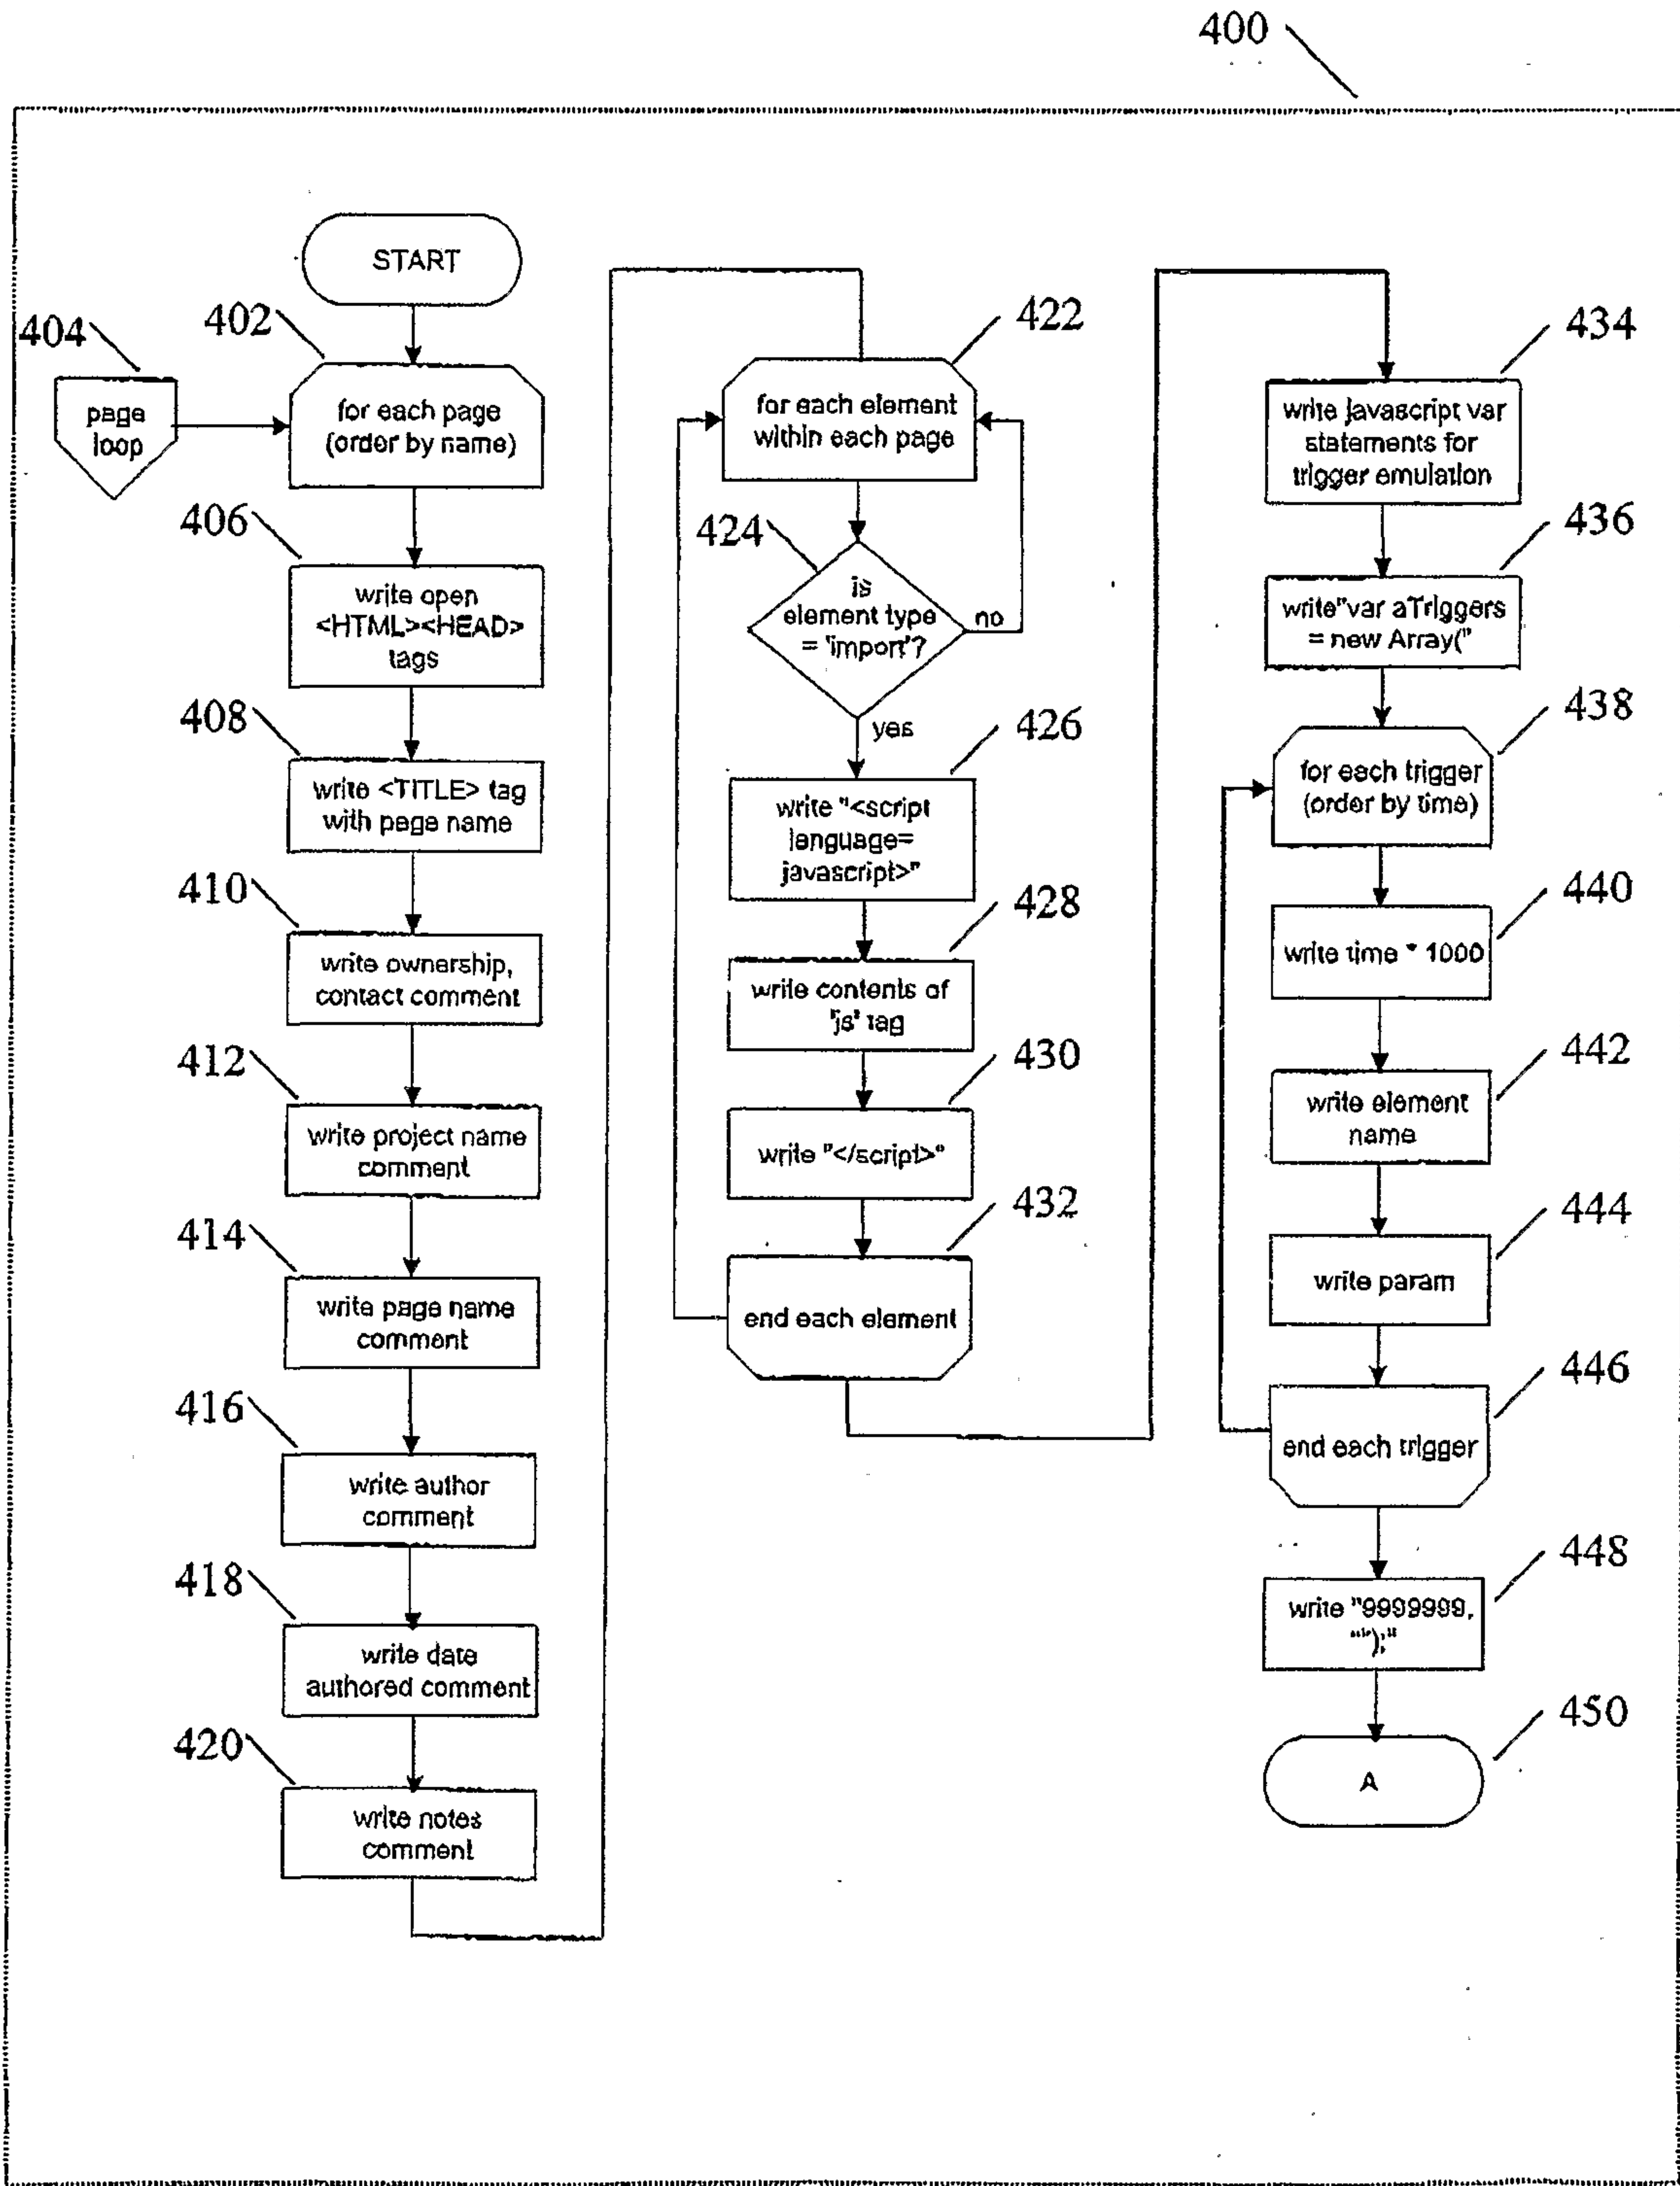 400
START
404
402
page
loop
for each page
(order by name)
406
write open
<HTML><HEAD>
tags
408
write <TITLE> tag
with page name
410
write ownership,
contact comment
412
write project name
comment
414
write page name
comment
416
write author
comment
418
write date
authored comment
420
write notes
comment
422
for each element
within each page
424
is
element type
= 'import'?
no
yes
426
write "<script
language=
javascript>"
428
write contents of
'js' tag
430
write "</script>"
432
end each element
434
write javascript var
statements for
trigger emulation
436
write"var aTriggers
= new Array("
438
for each trigger
(order by time)
440
write time * 1000
442
write element
name
444
write param
446
end each trigger
448
write "9999999,
"");"
450
A